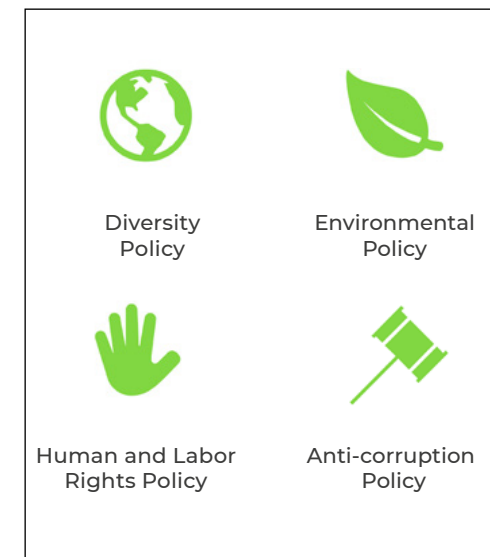 Diversity
Policy
Environmental
Policy
Human and Labor
Rights Policy
Anti-corruption
Policy